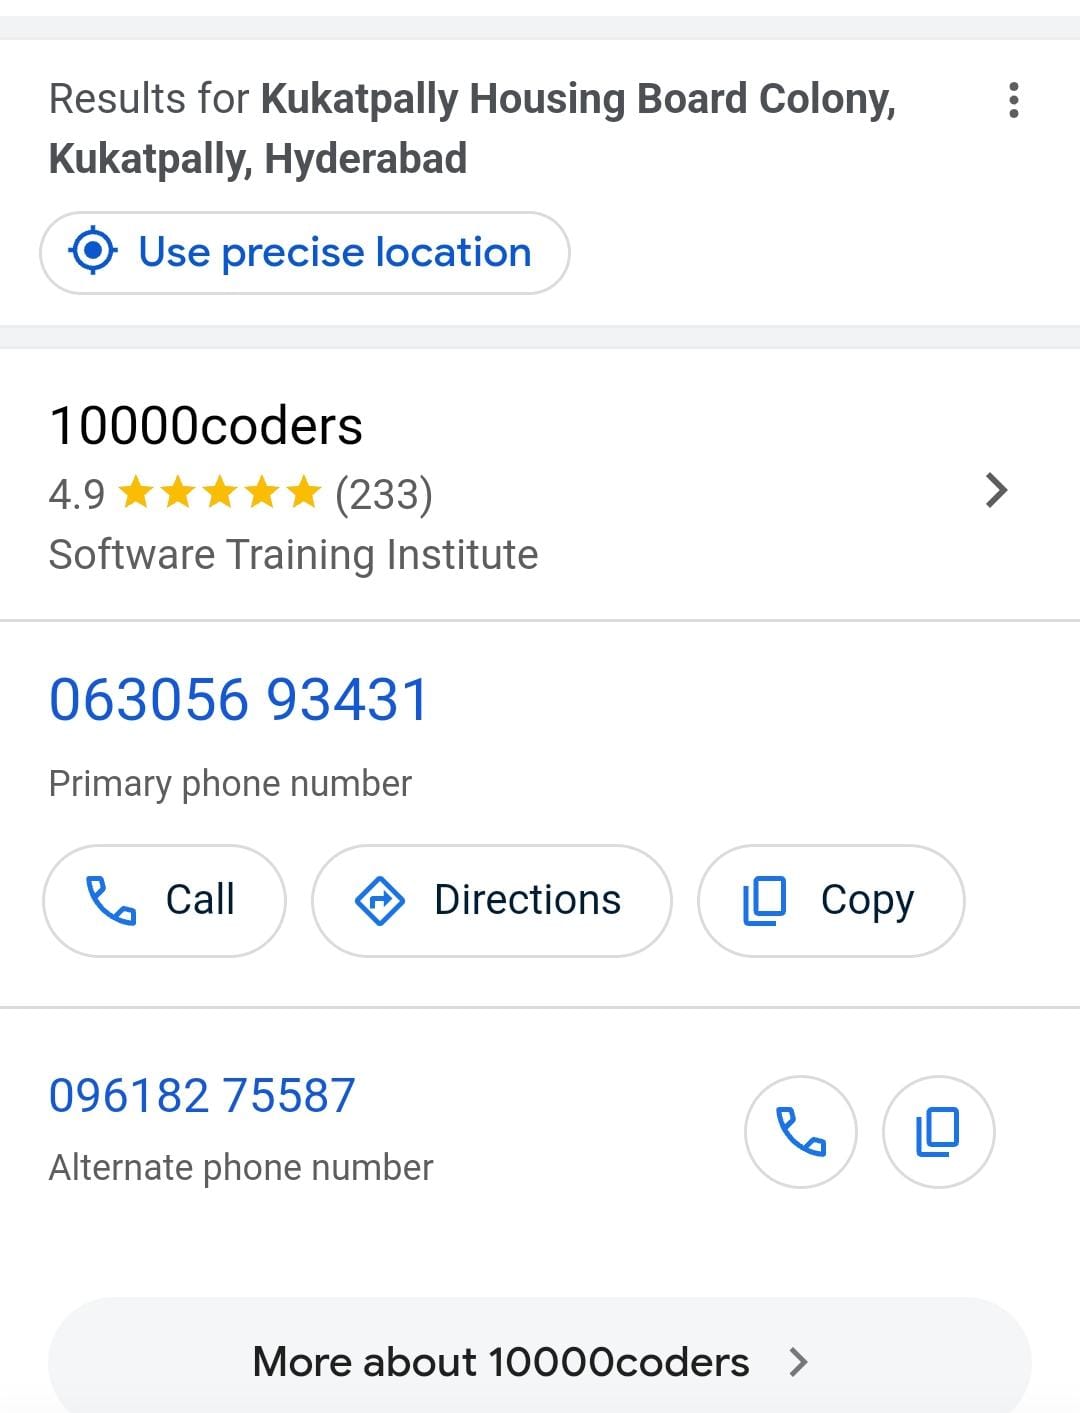 Results for Kukatpally Housing Board Colony,
Kukatpally, Hyderabad
Use precise location
10000coders
4.9 (233)
Software Training Institute
063056 93431
Primary phone number
Call Directions Copy
096182 75587
Alternate phone number
More about 10000coders